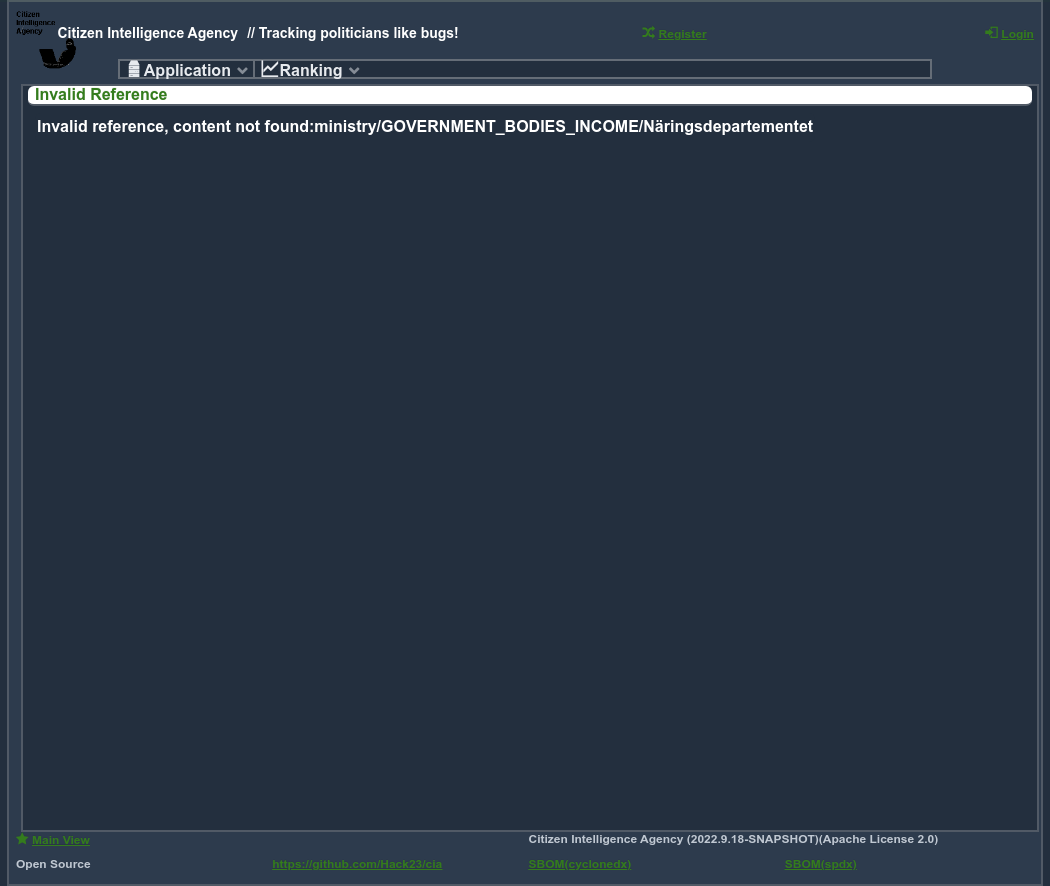 Citizen
Intelligence
Agency
Citizen Intelligence Agency // Tracking politicians like bugs!
Register
Login
Application
Ranking
Invalid Reference
Invalid reference, content not found:ministry/GOVERNMENT_BODIES_INCOME/Näringsdepartementet
Main View
Citizen Intelligence Agency (2022.9.18-SNAPSHOT)(Apache License 2.0)
Open Source
https://github.com/Hack23/cia
SBOM(cyclonedx)
SBOM(spdx)